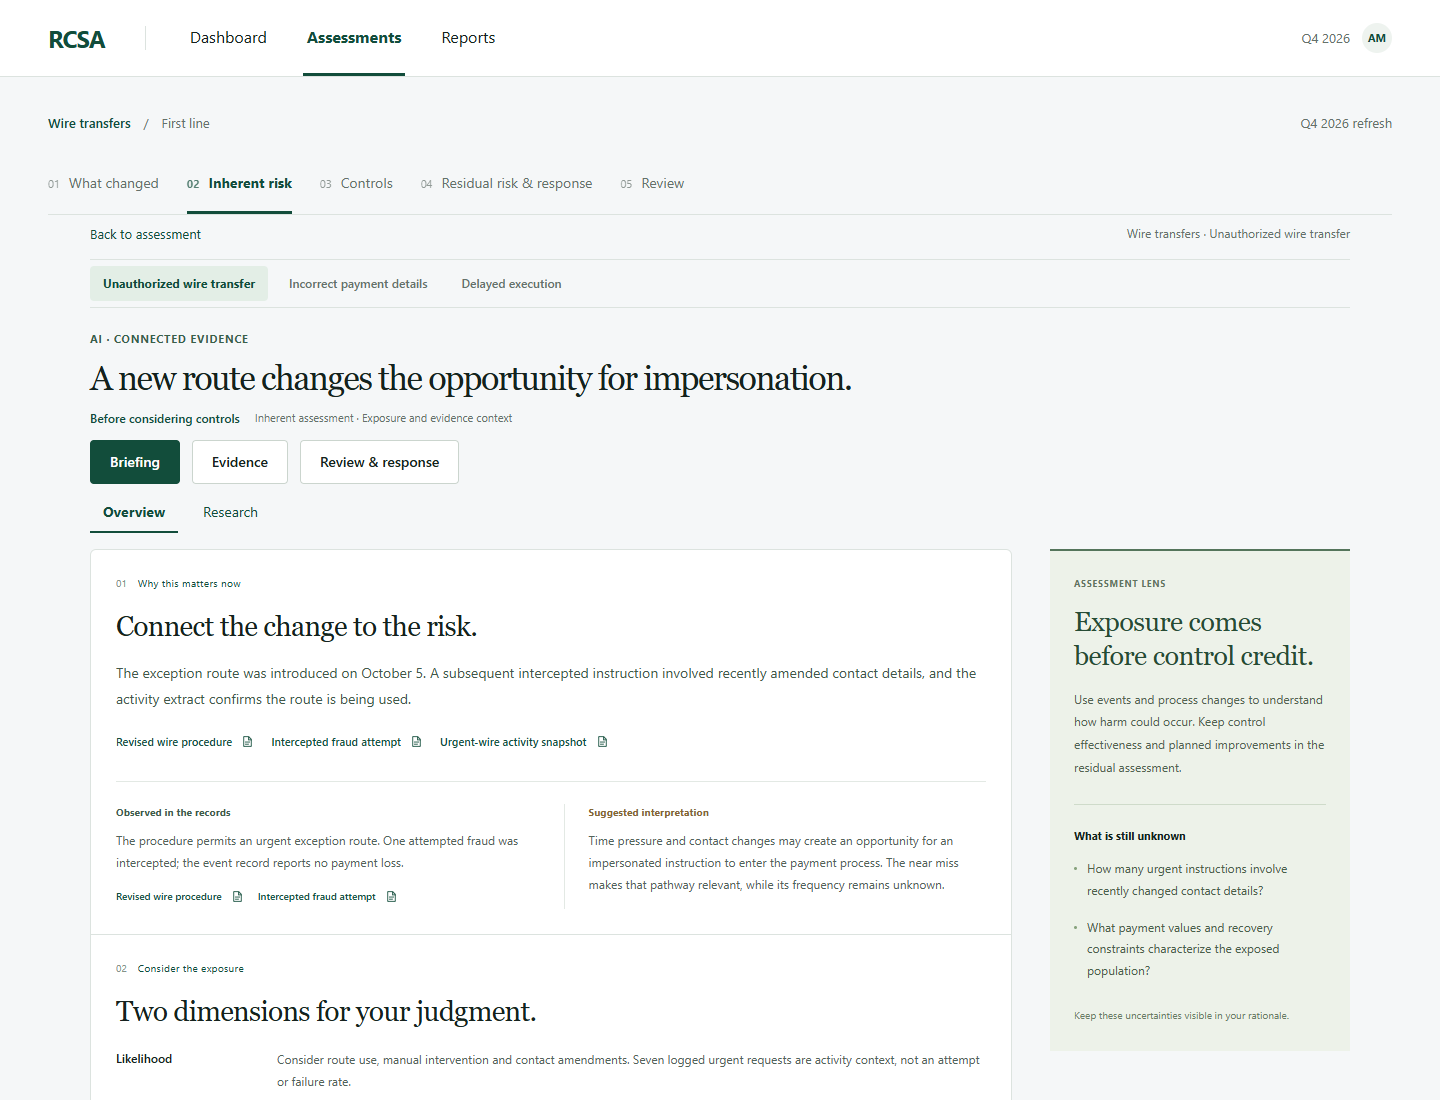 RCSA
Dashboard
Assessments
Reports
Q4 2026
AM
Wire transfers / First line
Q4 2026 refresh
01 What changed
02 Inherent risk
03 Controls
04 Residual risk & response
05 Review
Back to assessment
Wire transfers · Unauthorized wire transfer
Unauthorized wire transfer
Incorrect payment details
Delayed execution
AI · CONNECTED EVIDENCE
A new route changes the opportunity for impersonation.
Before considering controls
Inherent assessment · Exposure and evidence context
Briefing
Evidence
Review & response
Overview
Research
01 Why this matters now
Connect the change to the risk.
The exception route was introduced on October 5. A subsequent intercepted instruction involved recently amended contact details, and the
activity extract confirms the route is being used.
Revised wire procedure
Intercepted fraud attempt
Urgent-wire activity snapshot
Observed in the records
The procedure permits an urgent exception route. One attempted fraud was
intercepted; the event record reports no payment loss.
Revised wire procedure
Intercepted fraud attempt
Suggested interpretation
Time pressure and contact changes may create an opportunity for an
impersonated instruction to enter the payment process. The near miss
makes that pathway relevant, while its frequency remains unknown.
02 Consider the exposure
Two dimensions for your judgment.
Likelihood
Consider route use, manual intervention and contact amendments. Seven logged urgent requests are activity context, not an attempt
or failure rate.
ASSESSMENT LENS
Exposure comes
before control credit.
Use events and process changes to understand
how harm could occur. Keep control
effectiveness and planned improvements in the
residual assessment.
What is still unknown
• How many urgent instructions involve
recently changed contact details?
• What payment values and recovery
constraints characterize the exposed
population?
Keep these uncertainties visible in your rationale.